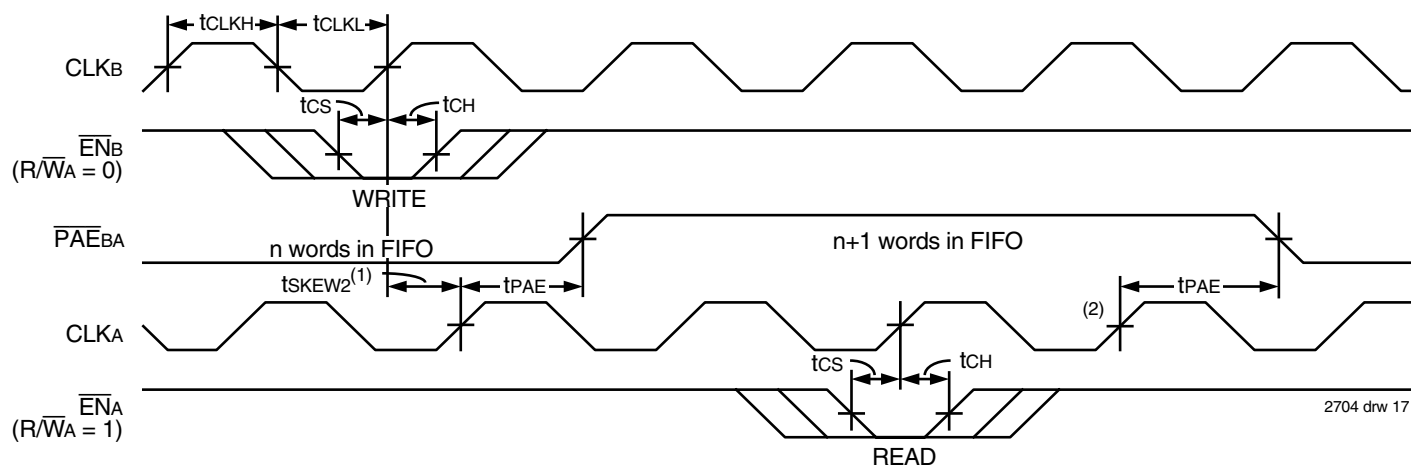 tCLKH tCLKL
CLKB
tCS tCH
ENB
(R/WA = 0)
WRITE
PAEBA
n words in FIFO n+1 words in FIFO
tSKEW2(1) tPAE tPAE
(2)
CLKA
tCS tCH
ENA
(R/WA = 1)
2704 drw 17
READ